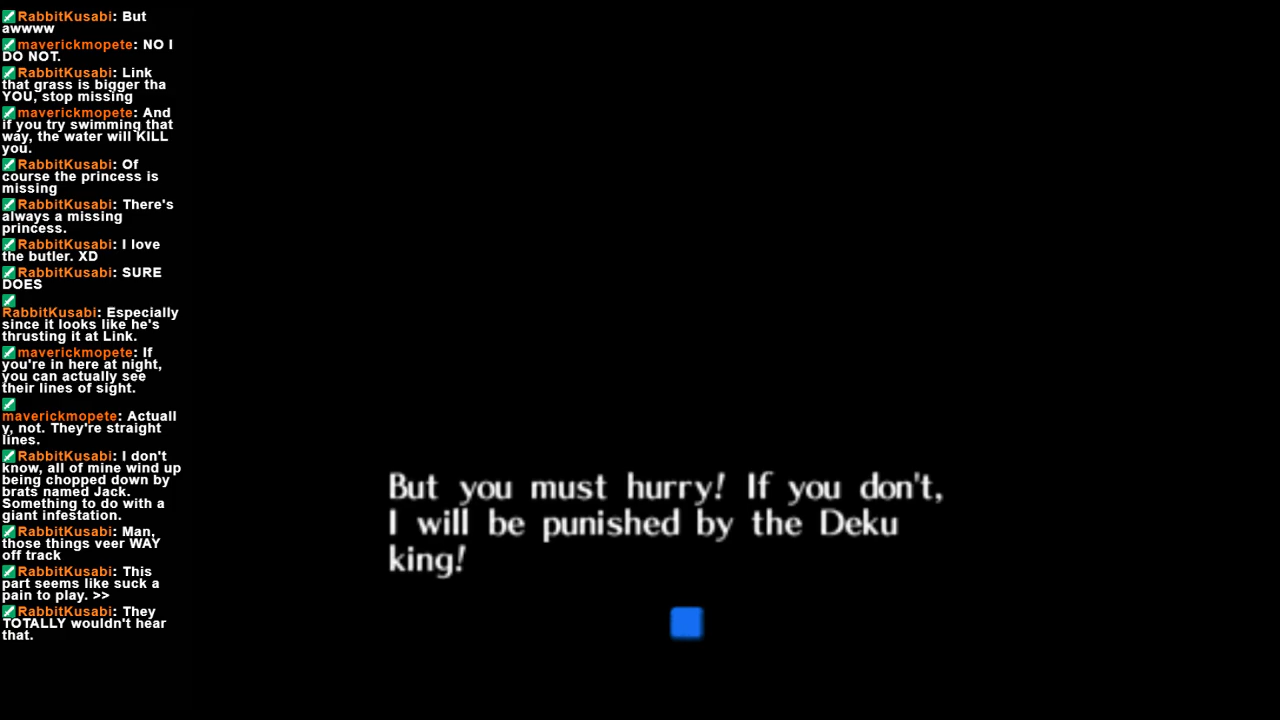 RabbitKusabi: But
awwww
maverickmopete: NO I
DO NOT.
RabbitKusabi: Link
that grass is bigger tha
YOU, stop missing
maverickmopete: And
if you try swimming that
way, the water will KILL
you.
RabbitKusabi: Of
course the princess is
missing
RabbitKusabi: There's
always a missing
princess.
RabbitKusabi: I love
the butler. XD
RabbitKusabi: SURE
DOES
RabbitKusabi: Especially
since it looks like he's
thrusting it at Link.
maverickmopete: If
you're in here at night,
you can actually see
their lines of sight.
maverickmopete: Actuall
y, not. They're straight
lines.
RabbitKusabi: I don't
know, all of mine wind up
being chopped down by
brats named Jack.
Something to do with a
giant infestation.
RabbitKusabi: Man,
those things veer WAY
off track
RabbitKusabi: This
part seems like suck a
pain to play. >>
RabbitKusabi: They
TOTALLY wouldn't hear
that.
But you must hurry! If you don't,
I will be punished by the Deku
king!